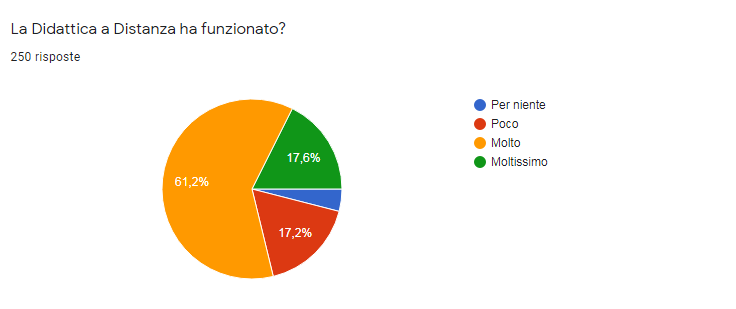 La Didattica a Distanza ha funzionato?
250 risposte
Per niente
Poco
Molto
Moltissimo
17,6%
61,2%
17,2%